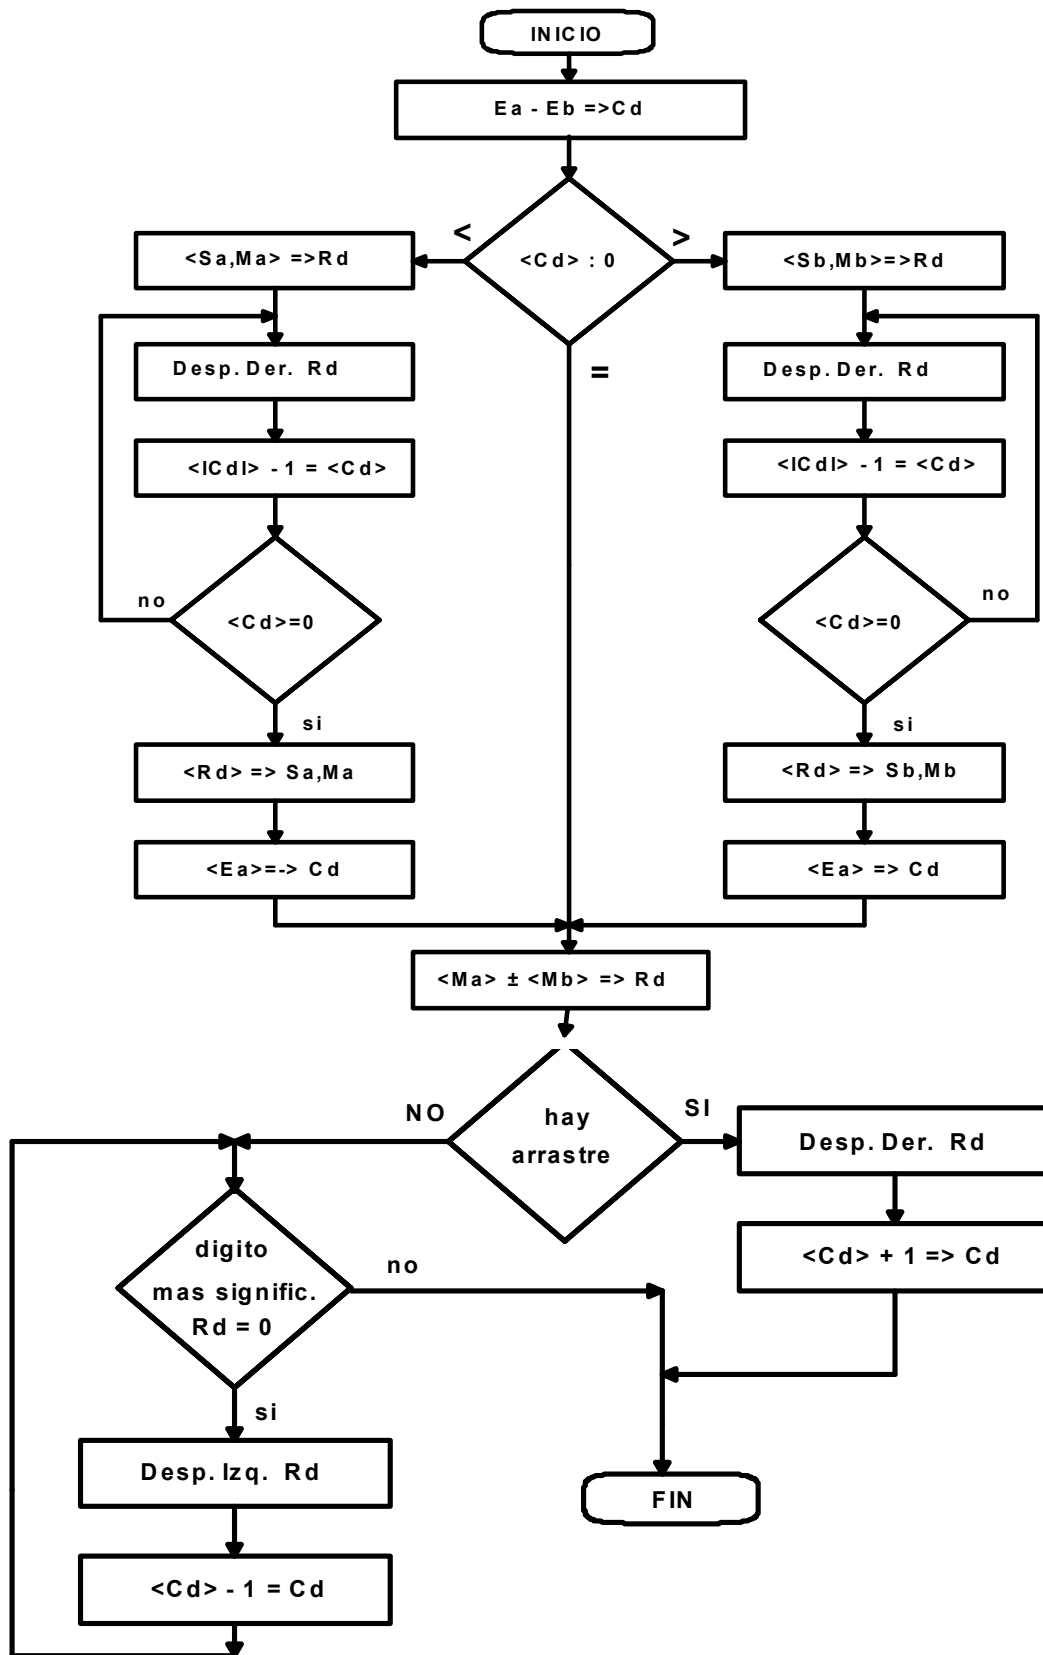 INICIO
Ea - Eb =>Cd
<
<Cd> : 0
>
=
<Sa,Ma> =>Rd
Desp.Der. Rd
<ICdI> - 1 = <Cd>
no
<Cd>=0
si
<Rd> => Sa,Ma
<Ea>=-> Cd
<Sb,Mb>=>Rd
Desp.Der. Rd
<ICdI> - 1 = <Cd>
no
<Cd>=0
si
<Rd> => Sb,Mb
<Ea> => Cd
<Ma> ± <Mb> => Rd
NO
hay
arrastre
SI
Desp.Der. Rd
<Cd> + 1 => Cd
digito
mas signific.
Rd = 0
no
si
Desp.Izq. Rd
<Cd> - 1 = Cd
FIN